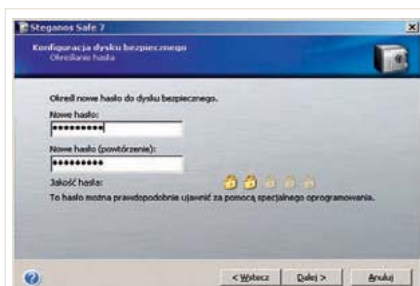 Steganos Safe 7
Konfiguracja dysku bezpiecznego
Określanie hasła
Określ nowe hasło do dysku bezpiecznego.
Nowe hasło:
•••••••••
Nowe hasło (powtórzenie):
•••••••••
Jakość hasła:
To hasło można prawdopodobnie ujawnić za pomocą specjalnego oprogramowania.
< Wstecz
Dalej >
Anuluj